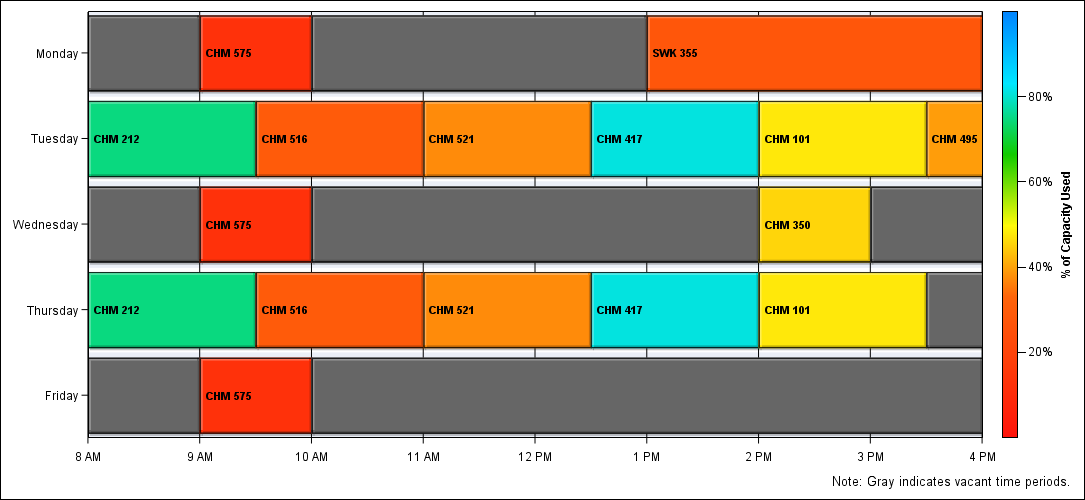 Monday
CHM 575
SWK 355
Tuesday
CHM 212
CHM 516
CHM 521
CHM 417
CHM 101
CHM 495
Wednesday
CHM 575
CHM 350
Thursday
CHM 212
CHM 516
CHM 521
CHM 417
CHM 101
Friday
CHM 575
8 AM
9 AM
10 AM
11 AM
12 PM
1 PM
2 PM
3 PM
4 PM
80%
60%
40%
20%
% of Capacity Used
Note: Gray indicates vacant time periods.